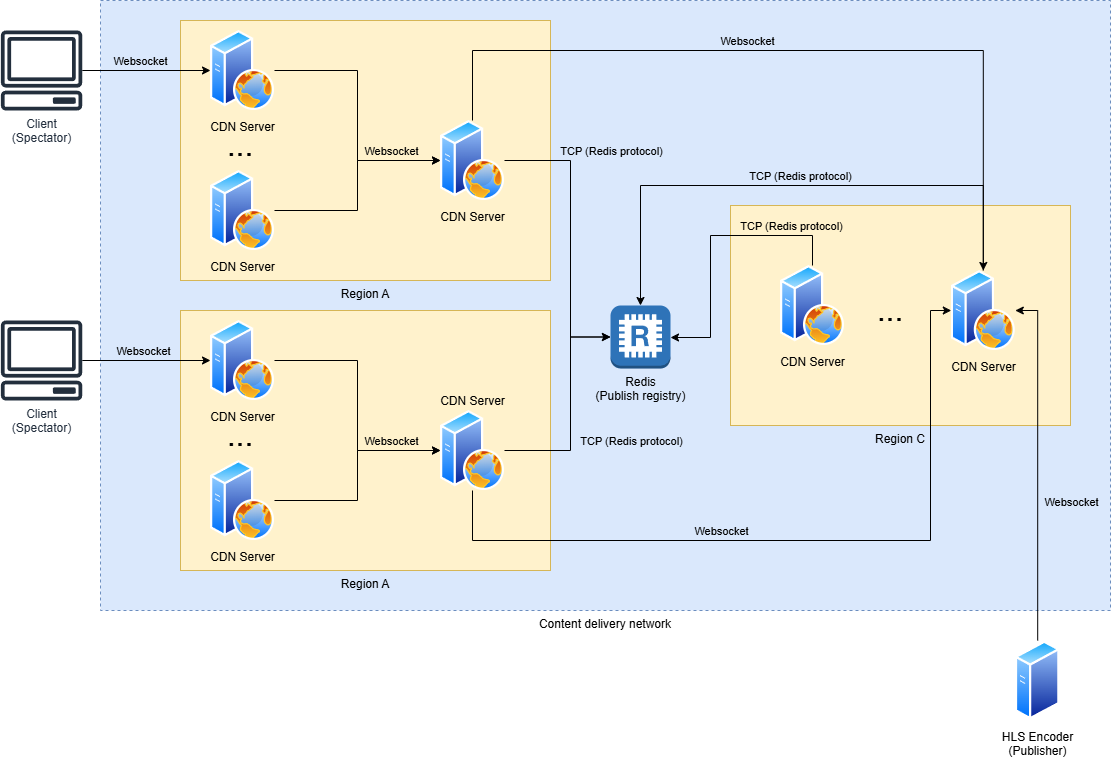 Websocket
Client
(Spectator)
CDN Server
...
CDN Server
Websocket
CDN Server
Region A
Websocket
TCP (Redis protocol)
TCP (Redis protocol)
TCP (Redis protocol)
CDN Server
...
CDN Server
Region C
R
Redis
(Publish registry)
Websocket
Client
(Spectator)
CDN Server
...
CDN Server
Websocket
CDN Server
TCP (Redis protocol)
Region A
Websocket
Websocket
Content delivery network
HLS Encoder
(Publisher)